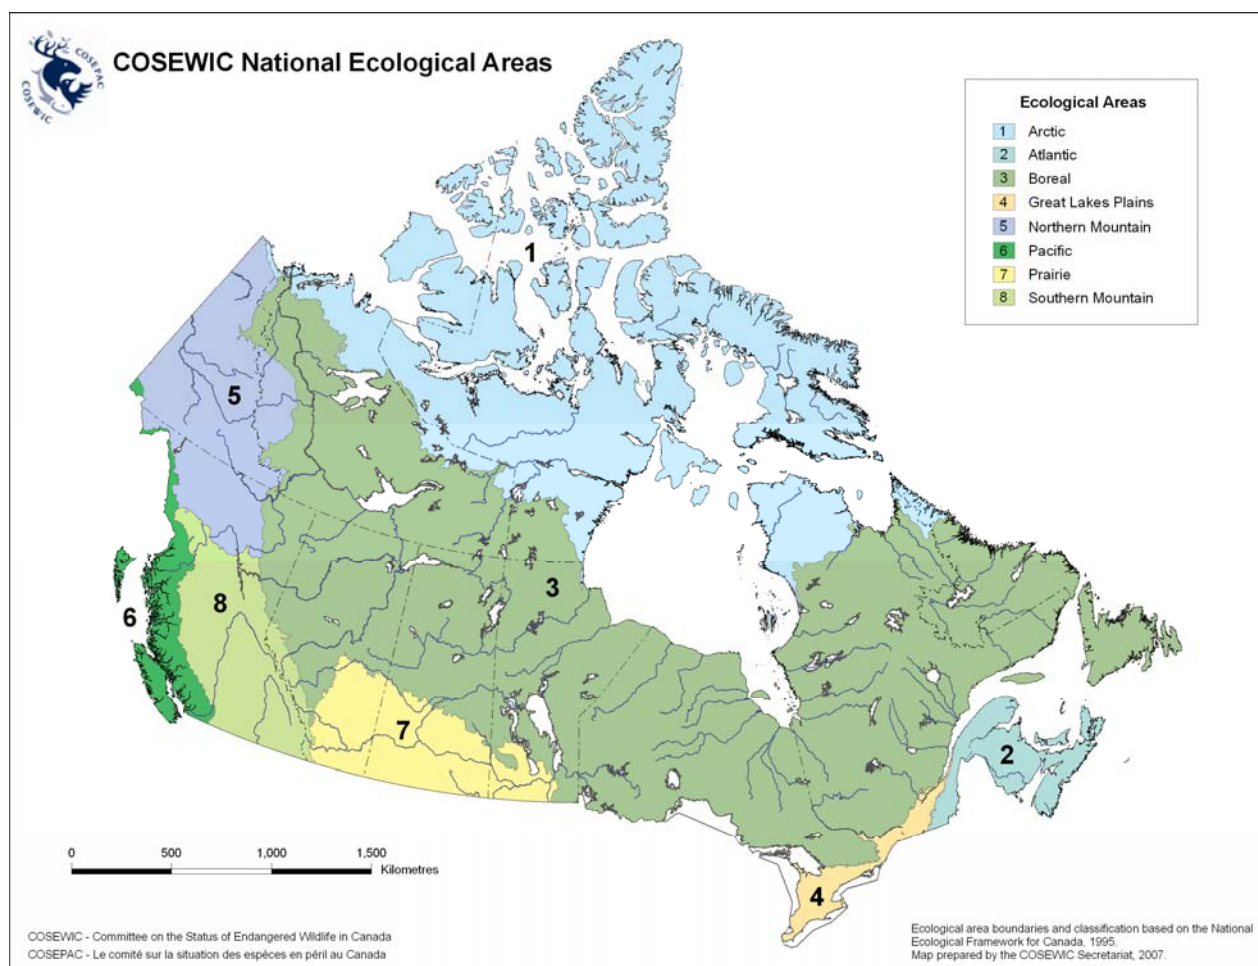 COSEWIC
COSEPAC
COSEWIC National Ecological Areas
Ecological Areas
1 Arctic
2 Atlantic
3 Boreal
4 Great Lakes Plains
5 Northern Mountain
6 Pacific
7 Prairie
8 Southern Mountain
1
5
3
8
6
7
2
4
0 500 1,000 1,500
Kilometres
COSEWIC - Committee on the Status of Endangered Wildlife in Canada
COSEPAC - Le comité sur la situation des espèces en péril au Canada
Ecological area boundaries and classification based on the National
Ecological Framework for Canada, 1995.
Map prepared by the COSEWIC Secretariat, 2007.